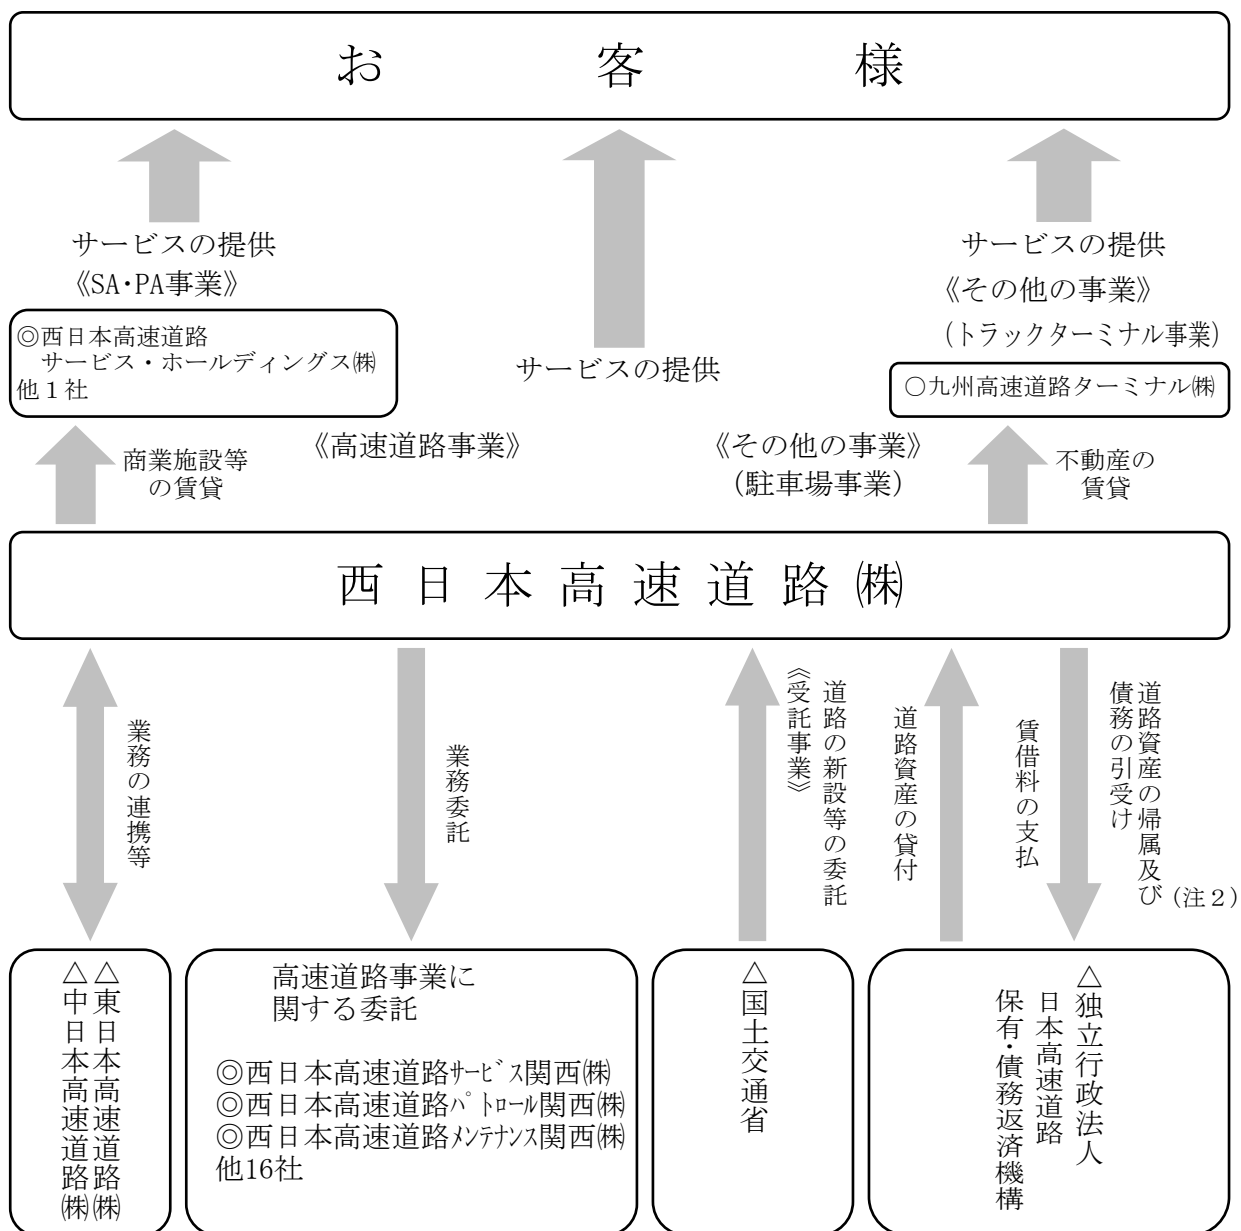 お客様
サービスの提供
《SA・PA事業》
◎西日本高速道路
サービス・ホールディングス㈱
他１社
サービスの提供
サービスの提供
《その他の事業》
(トラックターミナル事業)
○九州高速道路ターミナル㈱
商業施設等
の賃貸
《高速道路事業》
《その他の事業》
(駐車場事業)
不動産の
賃貸
西日本高速道路㈱
業務の連携等
業務委託
道路の新設等の委託
《受託事業》
道路資産の貸付
賃借料の支払
道路資産の帰属及び
債務の引受け
(注２)
△東日本高速道路㈱
△中日本高速道路㈱
高速道路事業に
関する委託
◎西日本高速道路ｻｰﾋﾞｽ関西㈱
◎西日本高速道路ﾊﾟﾄﾛｰﾙ関西㈱
◎西日本高速道路ﾒﾝﾃﾅﾝｽ関西㈱
他16社
△国土交通省
△独立行政法人
日本高速道路
保有・債務返済機構